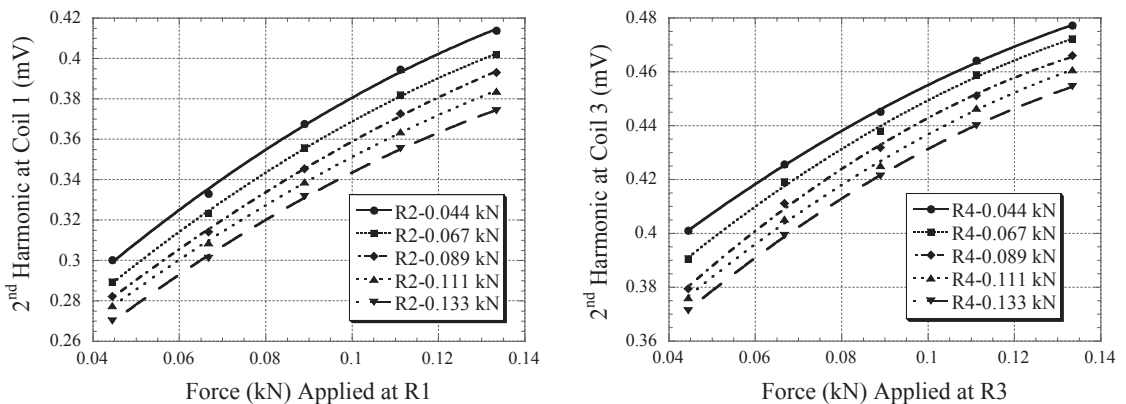 2nd Harmonic at Coil 1 (mV)
0.42
0.4
0.38
0.36
0.34
0.32
0.3
0.28
0.26
0.04
0.06
0.08
0.1
0.12
0.14
Force (kN) Applied at R1
R2-0.044 kN
R2-0.067 kN
R2-0.089 kN
R2-0.111 kN
R2-0.133 kN
2nd Harmonic at Coil 3 (mV)
0.48
0.46
0.44
0.42
0.4
0.38
0.36
0.04
0.06
0.08
0.1
0.12
0.14
Force (kN) Applied at R3
R4-0.044 kN
R4-0.067 kN
R4-0.089 kN
R4-0.111 kN
R4-0.133 kN